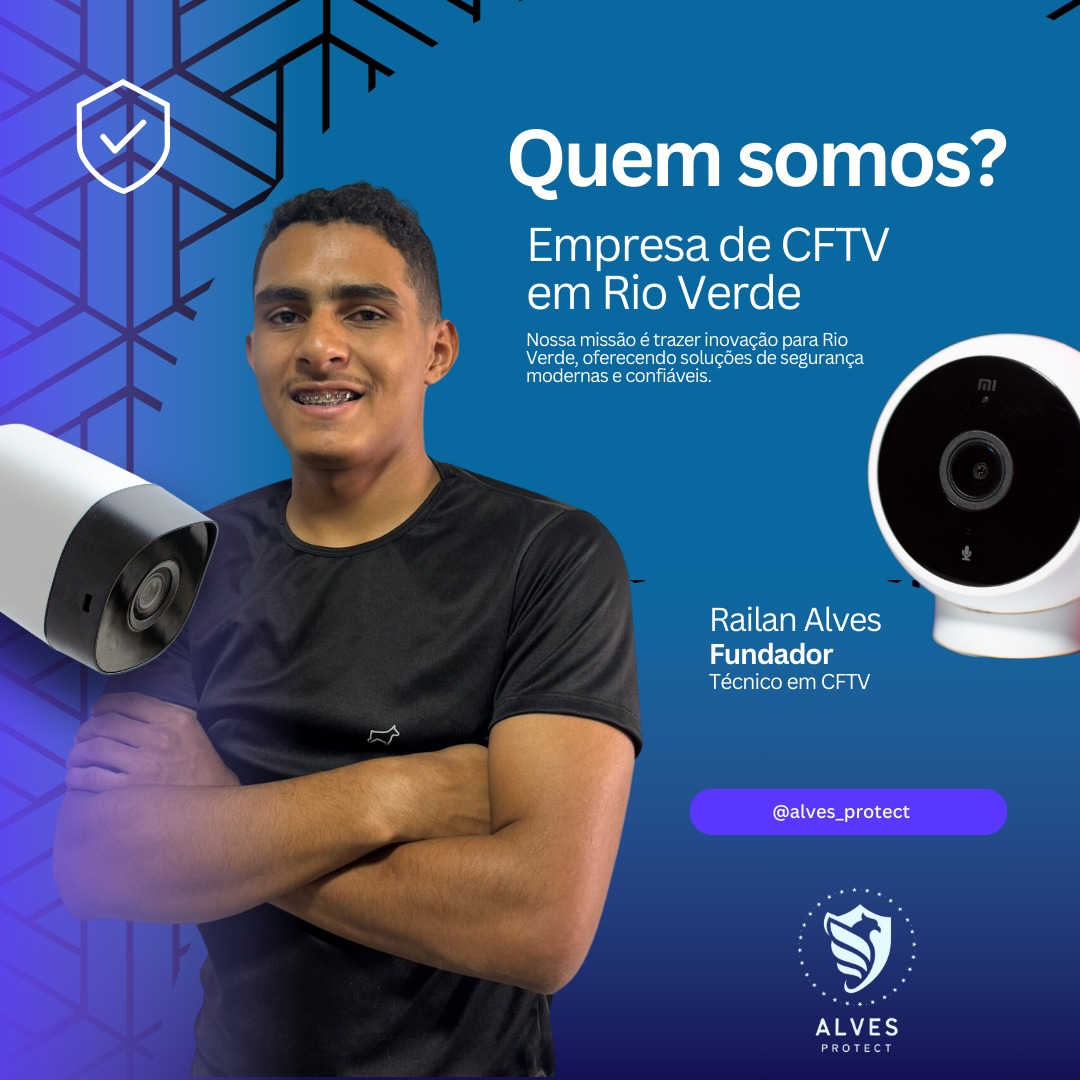 Quem somos?
Empresa de CFTV
em Rio Verde
Nossa missão é trazer inovação para Rio
Verde, oferecendo soluções de segurança
modernas e confiáveis.
mi
Railan Alves
Fundador
Técnico em CFTV
@alves_protect
ALVES
PROTECT